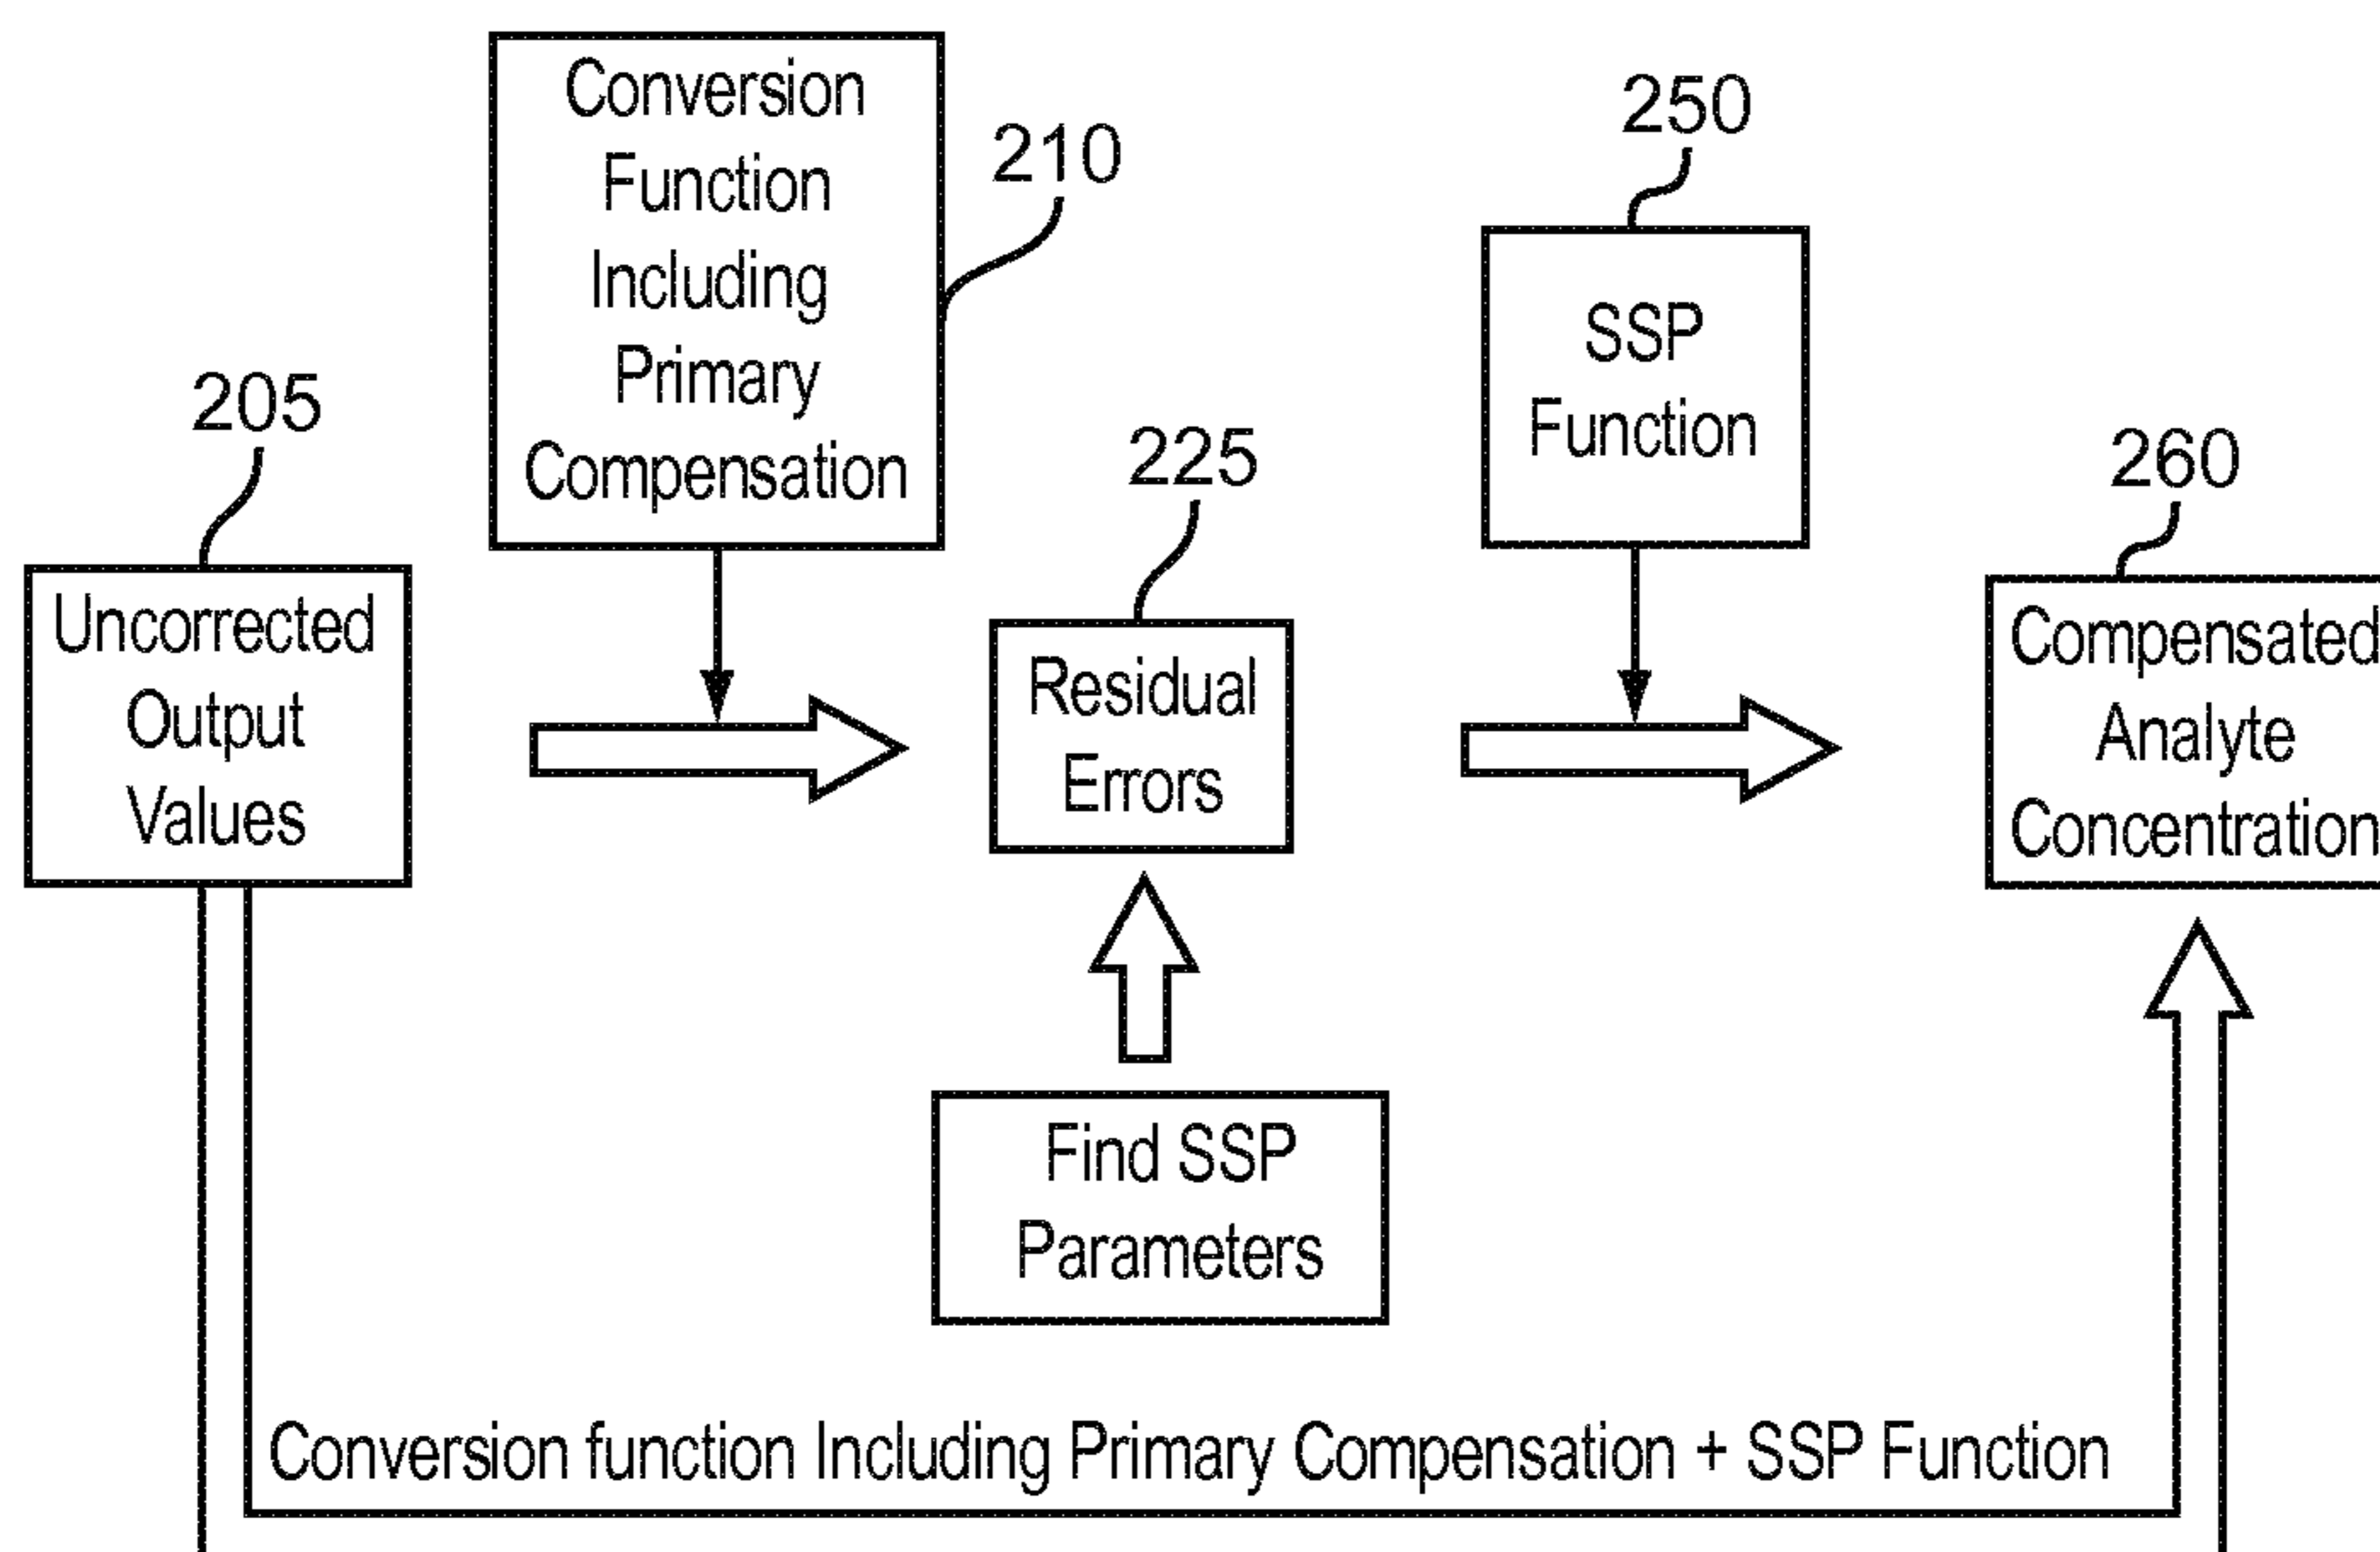 205
Uncorrected
Output
Values
Conversion
Function
Including
Primary
Compensation
210
225
Residual
Errors
250
SSP
Function
260
Compensated
Analyte
Concentration
Find SSP
Parameters
Conversion function Including Primary Compensation + SSP Function